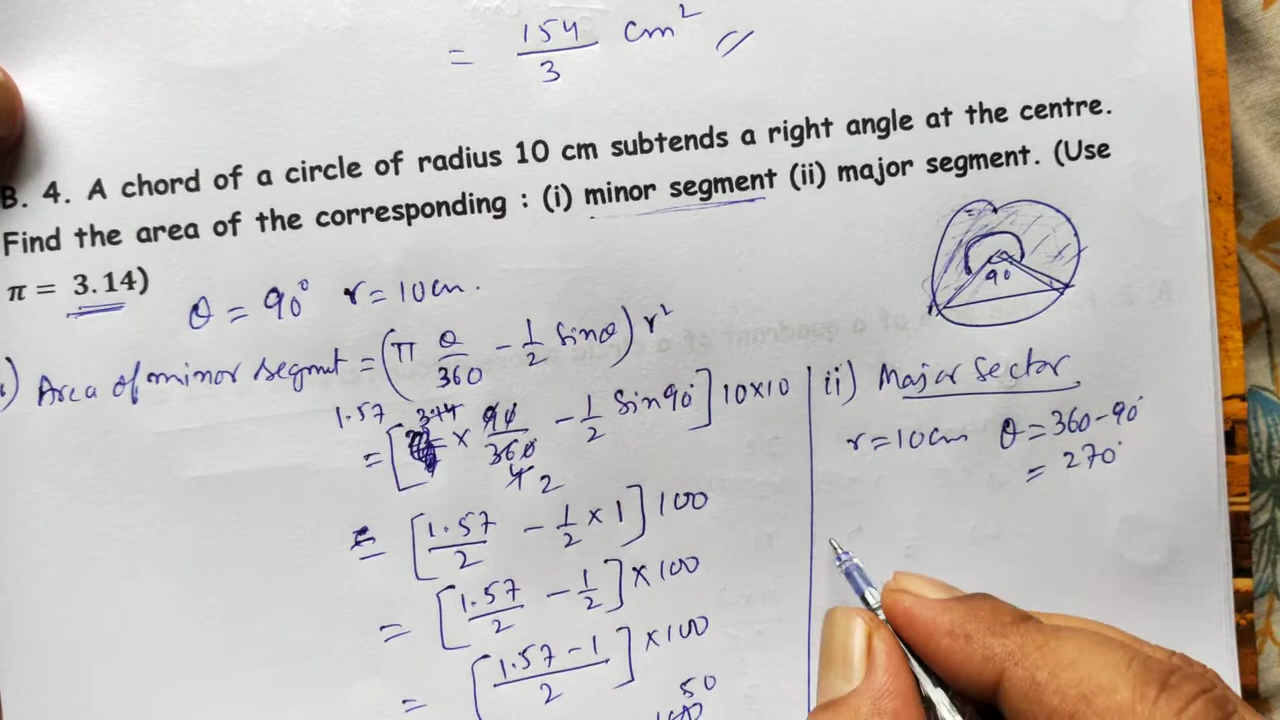 = 154/3 cm² //
B. 4. A chord of a circle of radius 10 cm subtends a right angle at the centre.
Find the area of the corresponding : (i) minor segment (ii) major segment. (Use
π = 3.14)
θ = 90° r = 10cm.
90
) Area of minor segmnt = (π θ/360 - 1/2 sinθ) r²
1.57
= [3.14 × 90/360 - 1/2 sin90°] 10×10
4 2
= [1.57/2 - 1/2 × 1] 100
= [1.57/2 - 1/2] × 100
= [1.57-1/2] × 100
50
ii) Major Sector
r = 10cm θ = 360-90°
= 270°